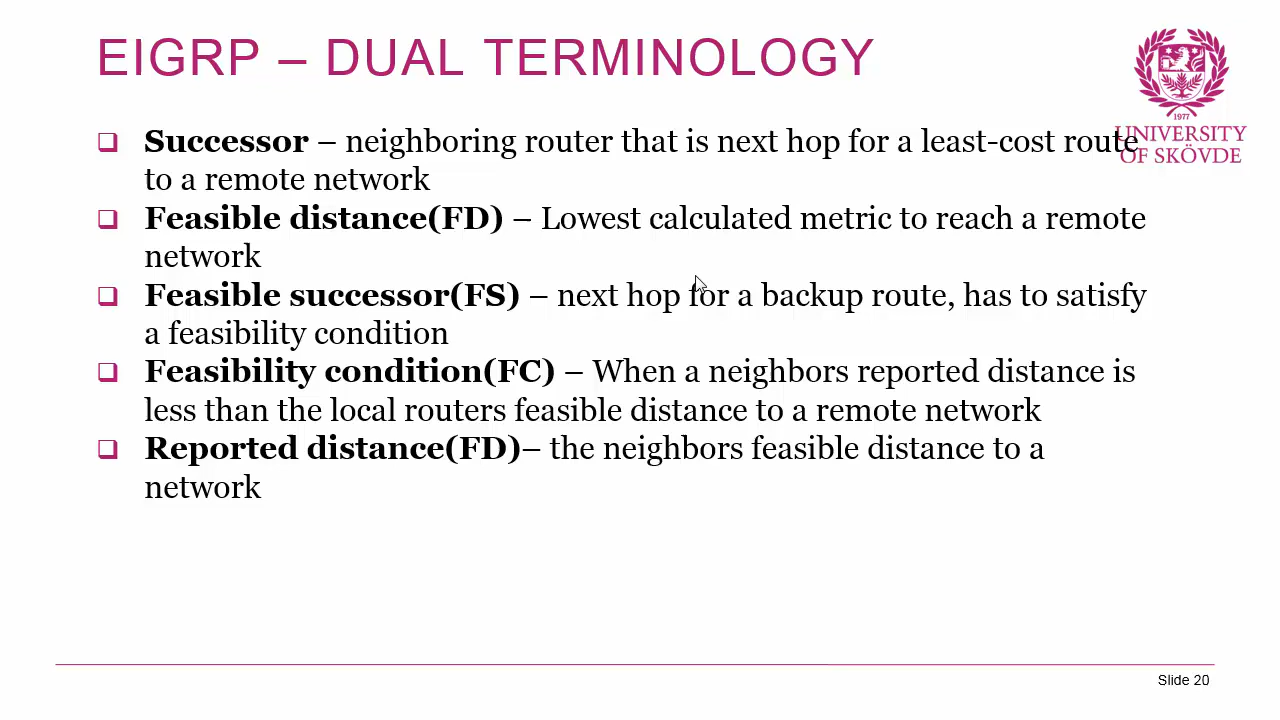 EIGRP – DUAL TERMINOLOGY
1977
UNIVERSITY
OF SKÖVDE
Successor – neighboring router that is next hop for a least-cost route
to a remote network
Feasible distance(FD) – Lowest calculated metric to reach a remote
network
Feasible successor(FS) – next hop for a backup route, has to satisfy
a feasibility condition
Feasibility condition(FC) – When a neighbors reported distance is
less than the local routers feasible distance to a remote network
Reported distance(FD)– the neighbors feasible distance to a
network
Slide 20